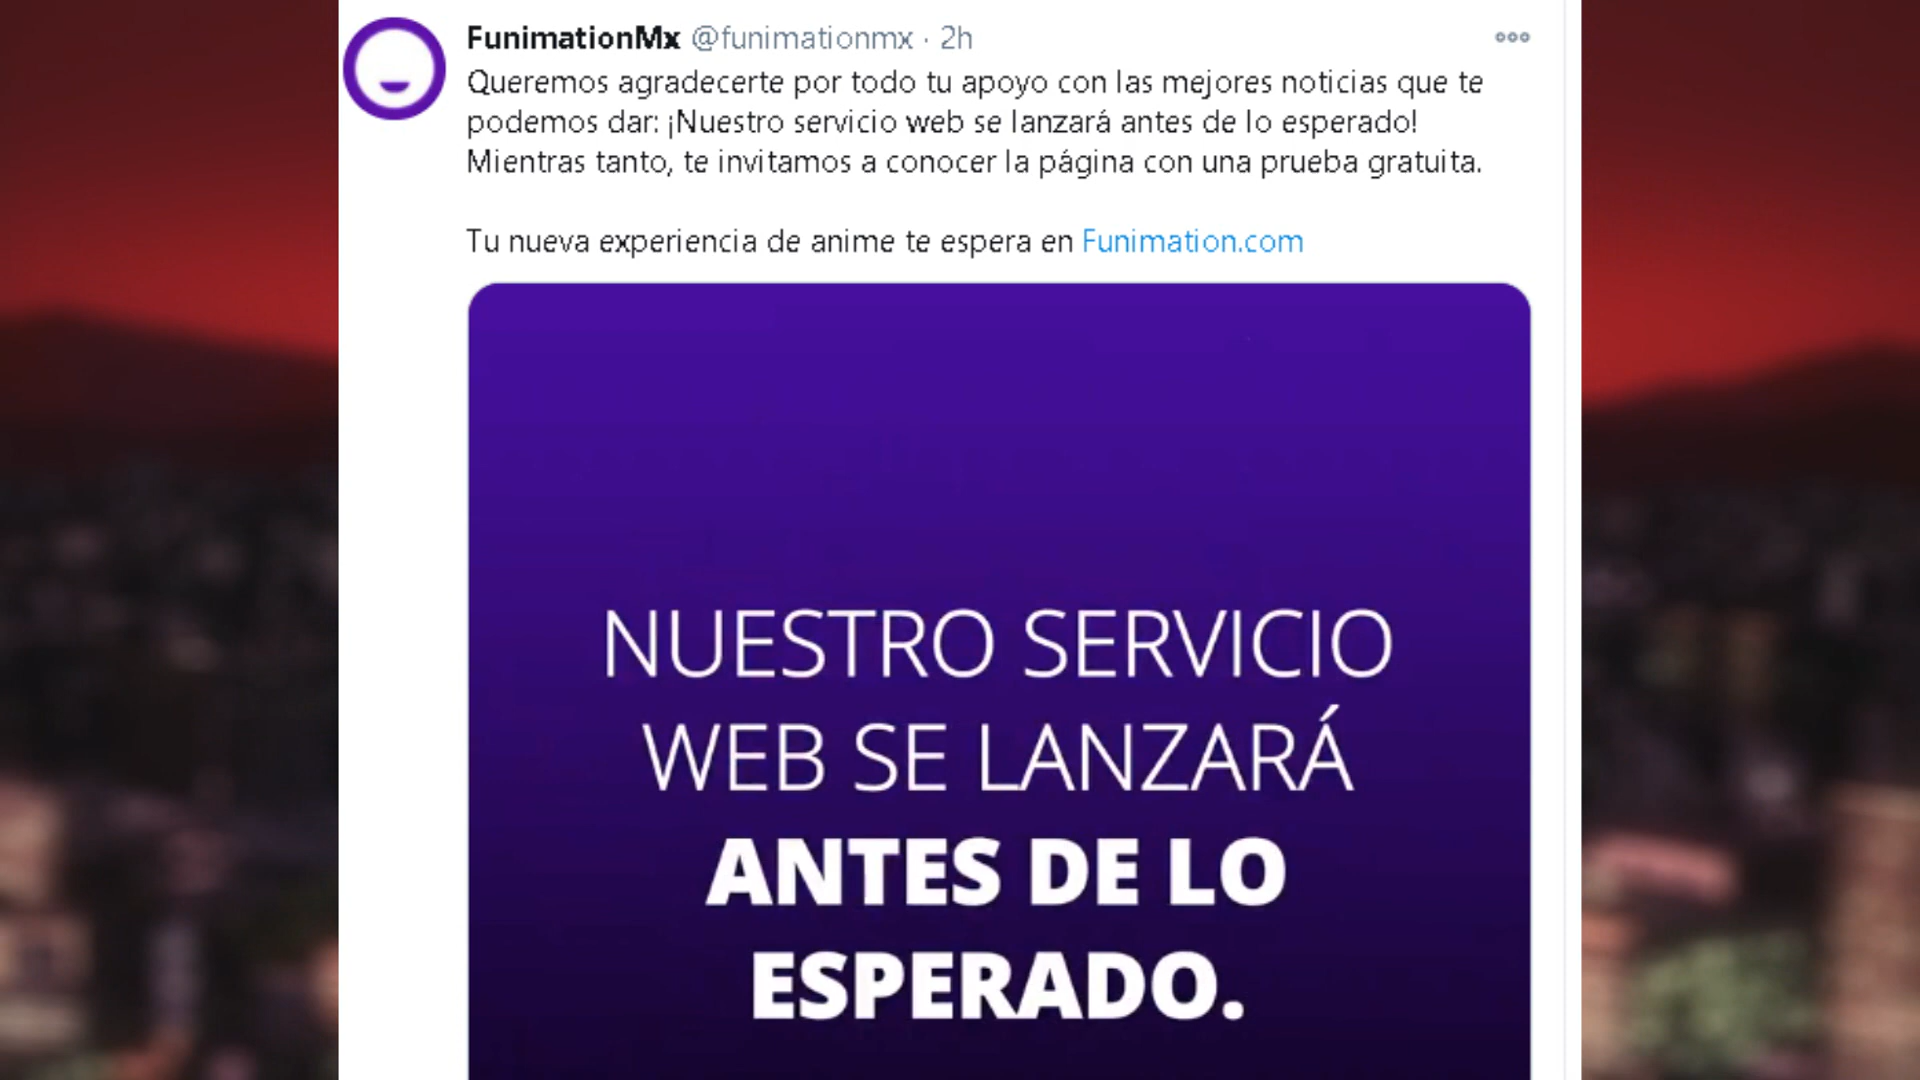 FunimationMx @funimationmx · 2h
Queremos agradecerte por todo tu apoyo con las mejores noticias que te
podemos dar: ¡Nuestro servicio web se lanzará antes de lo esperado!
Mientras tanto, te invitamos a conocer la página con una prueba gratuita.
Tu nueva experiencia de anime te espera en Funimation.com
NUESTRO SERVICIO
WEB SE LANZARÁ
ANTES DE LO
ESPERADO.